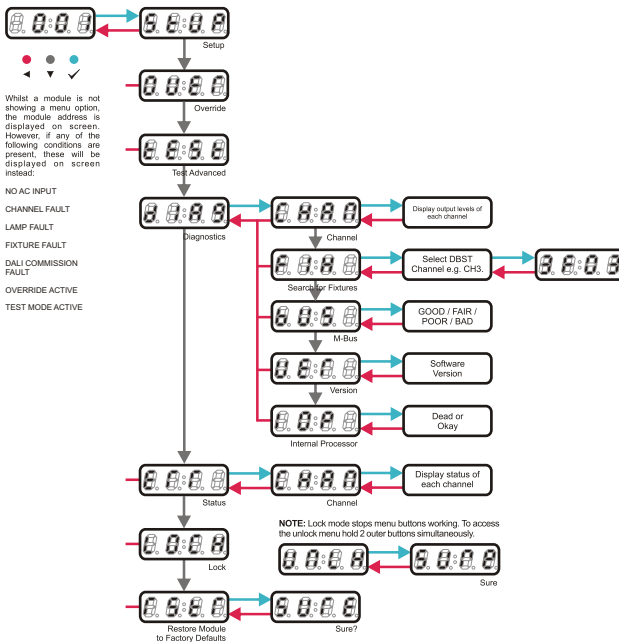 001
Setup
Whilst a module is not
showing a menu option,
the module address is
displayed on screen.
However, if any of the
following conditions are
present, these will be
displayed on screen
instead:
NO AC INPUT
CHANNEL FAULT
LAMP FAULT
FIXTURE FAULT
DALI COMMISSION
FAULT
OVERRIDE ACTIVE
TEST MODE ACTIVE
Override
Test Advanced
Diagnostics
Display output levels of
each channel
Channel
Select DBST
Channel e.g. CH3.
Search for Fixtures
GOOD / FAIR /
POOR / BAD
M-Bus
Software
Version
Version
Dead or
Okay
Internal Processor
Display status of
each channel
Status
Channel
NOTE: Lock mode stops menu buttons working. To access
the unlock menu hold 2 outer buttons simultaneously.
Lock
Sure
Restore Module
to Factory Defaults
Sure?